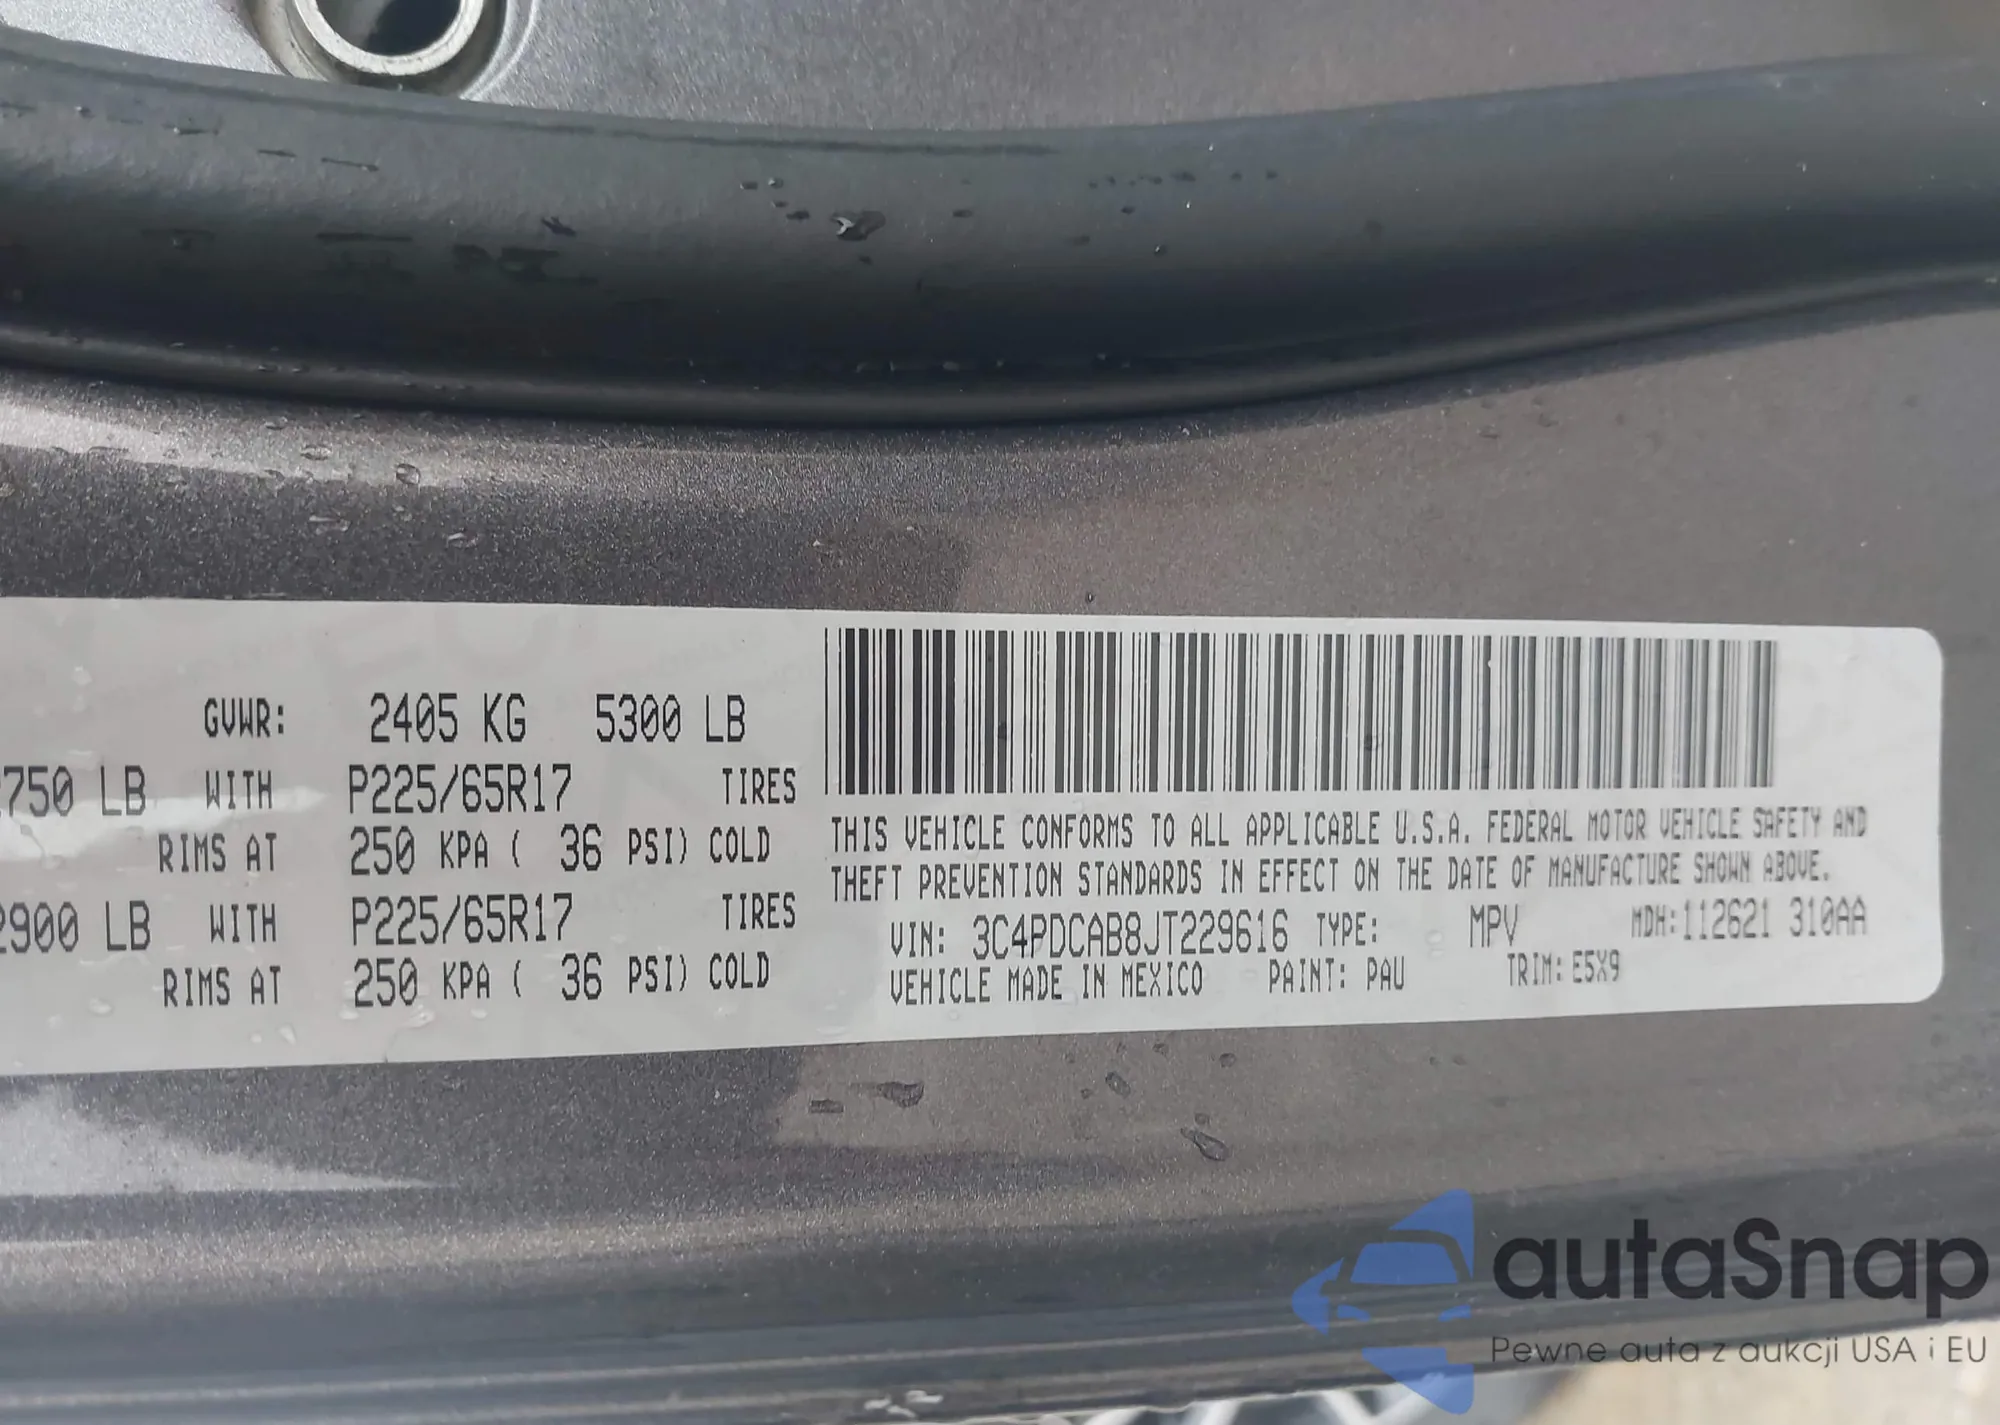 GVWR: 2405 KG 5300 LB
750 LB WITH P225/65R17 TIRES
RIMS AT 250 KPA ( 36 PSI) COLD
2900 LB WITH P225/65R17 TIRES
RIMS AT 250 KPA ( 36 PSI) COLD
THIS VEHICLE CONFORMS TO ALL APPLICABLE U.S.A. FEDERAL MOTOR VEHICLE SAFETY AND
THEFT PREVENTION STANDARDS IN EFFECT ON THE DATE OF MANUFACTURE SHOWN ABOVE.
VIN: 3C4PDCAB8JT229616 TYPE: MPV MDH: 112621 310AA
VEHICLE MADE IN MEXICO PAINT: PAU TRIM: E5X9
autaSnap
Pewne auta z aukcji USA i EU